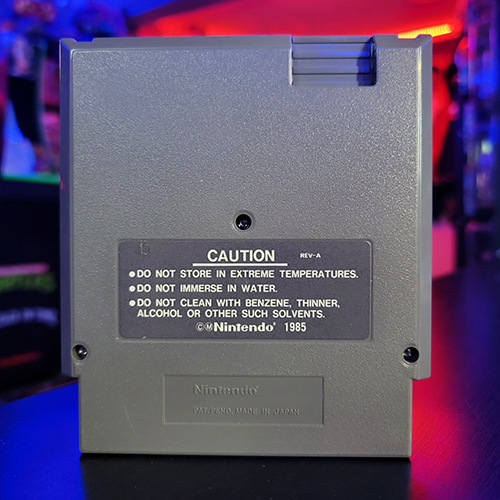 CAUTION REV-A
●DO NOT STORE IN EXTREME TEMPERATURES.
●DO NOT IMMERSE IN WATER.
●DO NOT CLEAN WITH BENZENE, THINNER,
ALCOHOL OR OTHER SUCH SOLVENTS.
©Ⓜ Nintendo® 1985
Nintendo®
PAT. PEND. MADE IN JAPAN